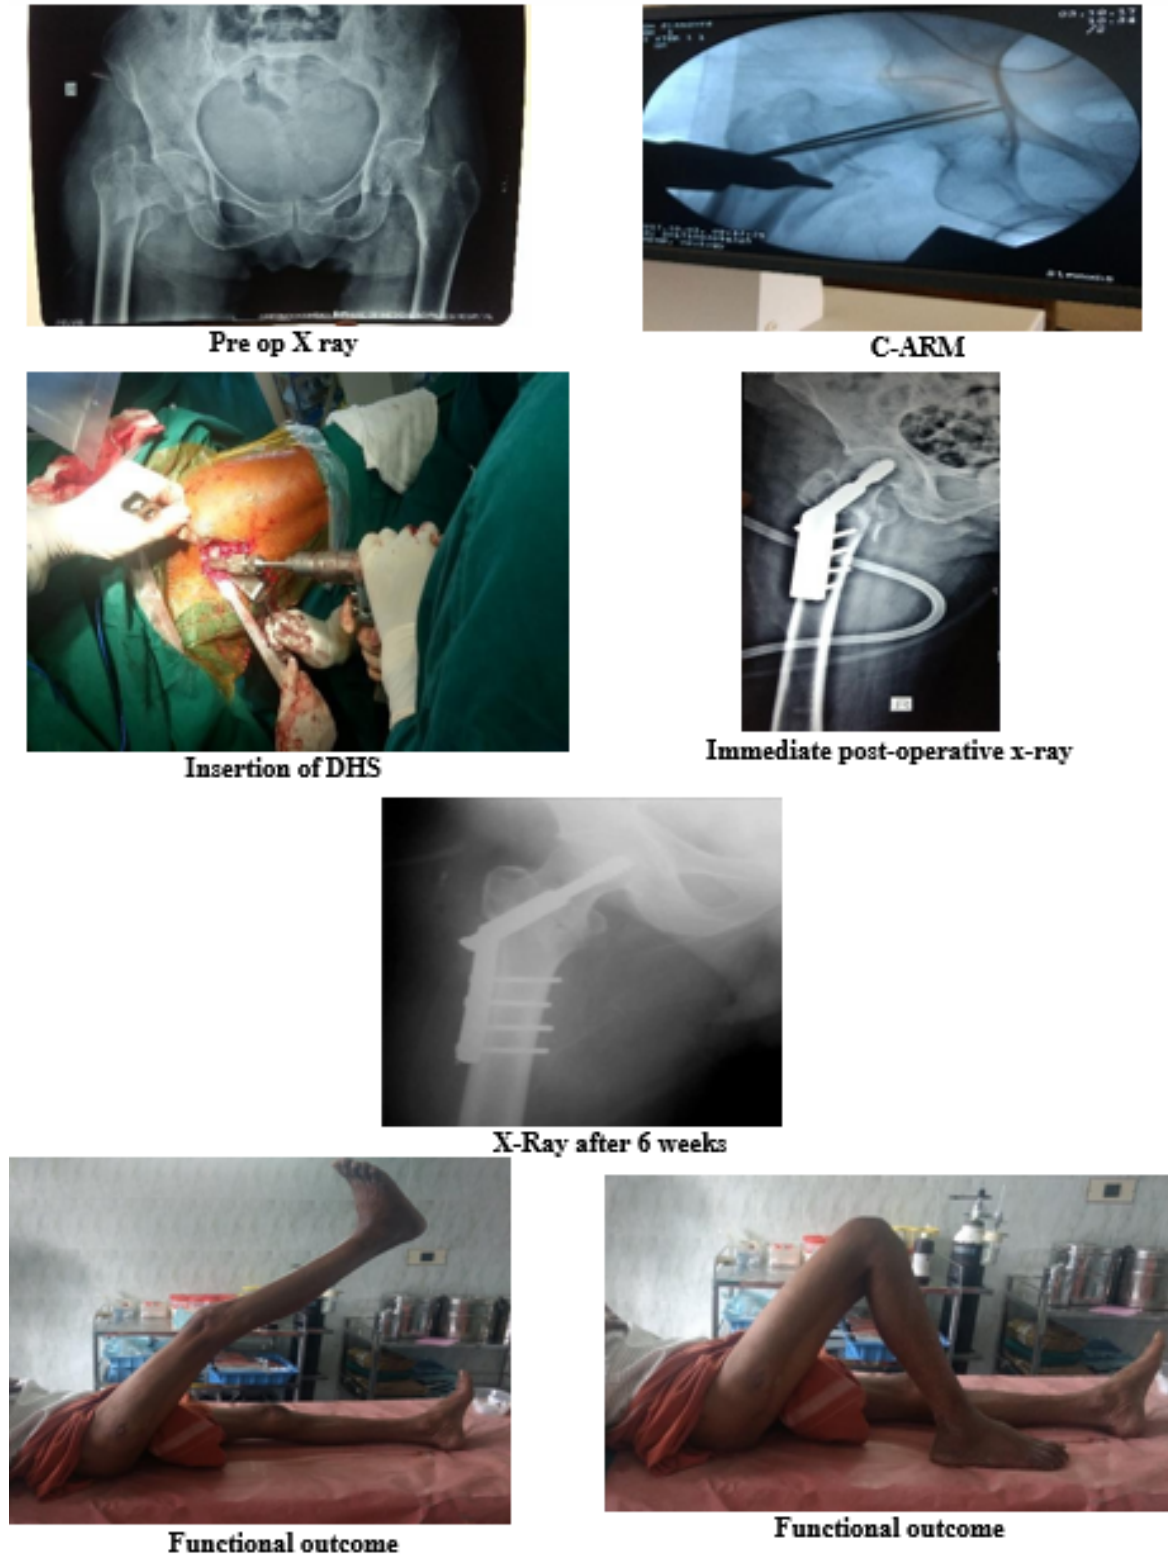 Pre op X ray
C-ARM
Insertion of DHS
Immediate post-operative x-ray
X-Ray after 6 weeks
Functional outcome
Functional outcome